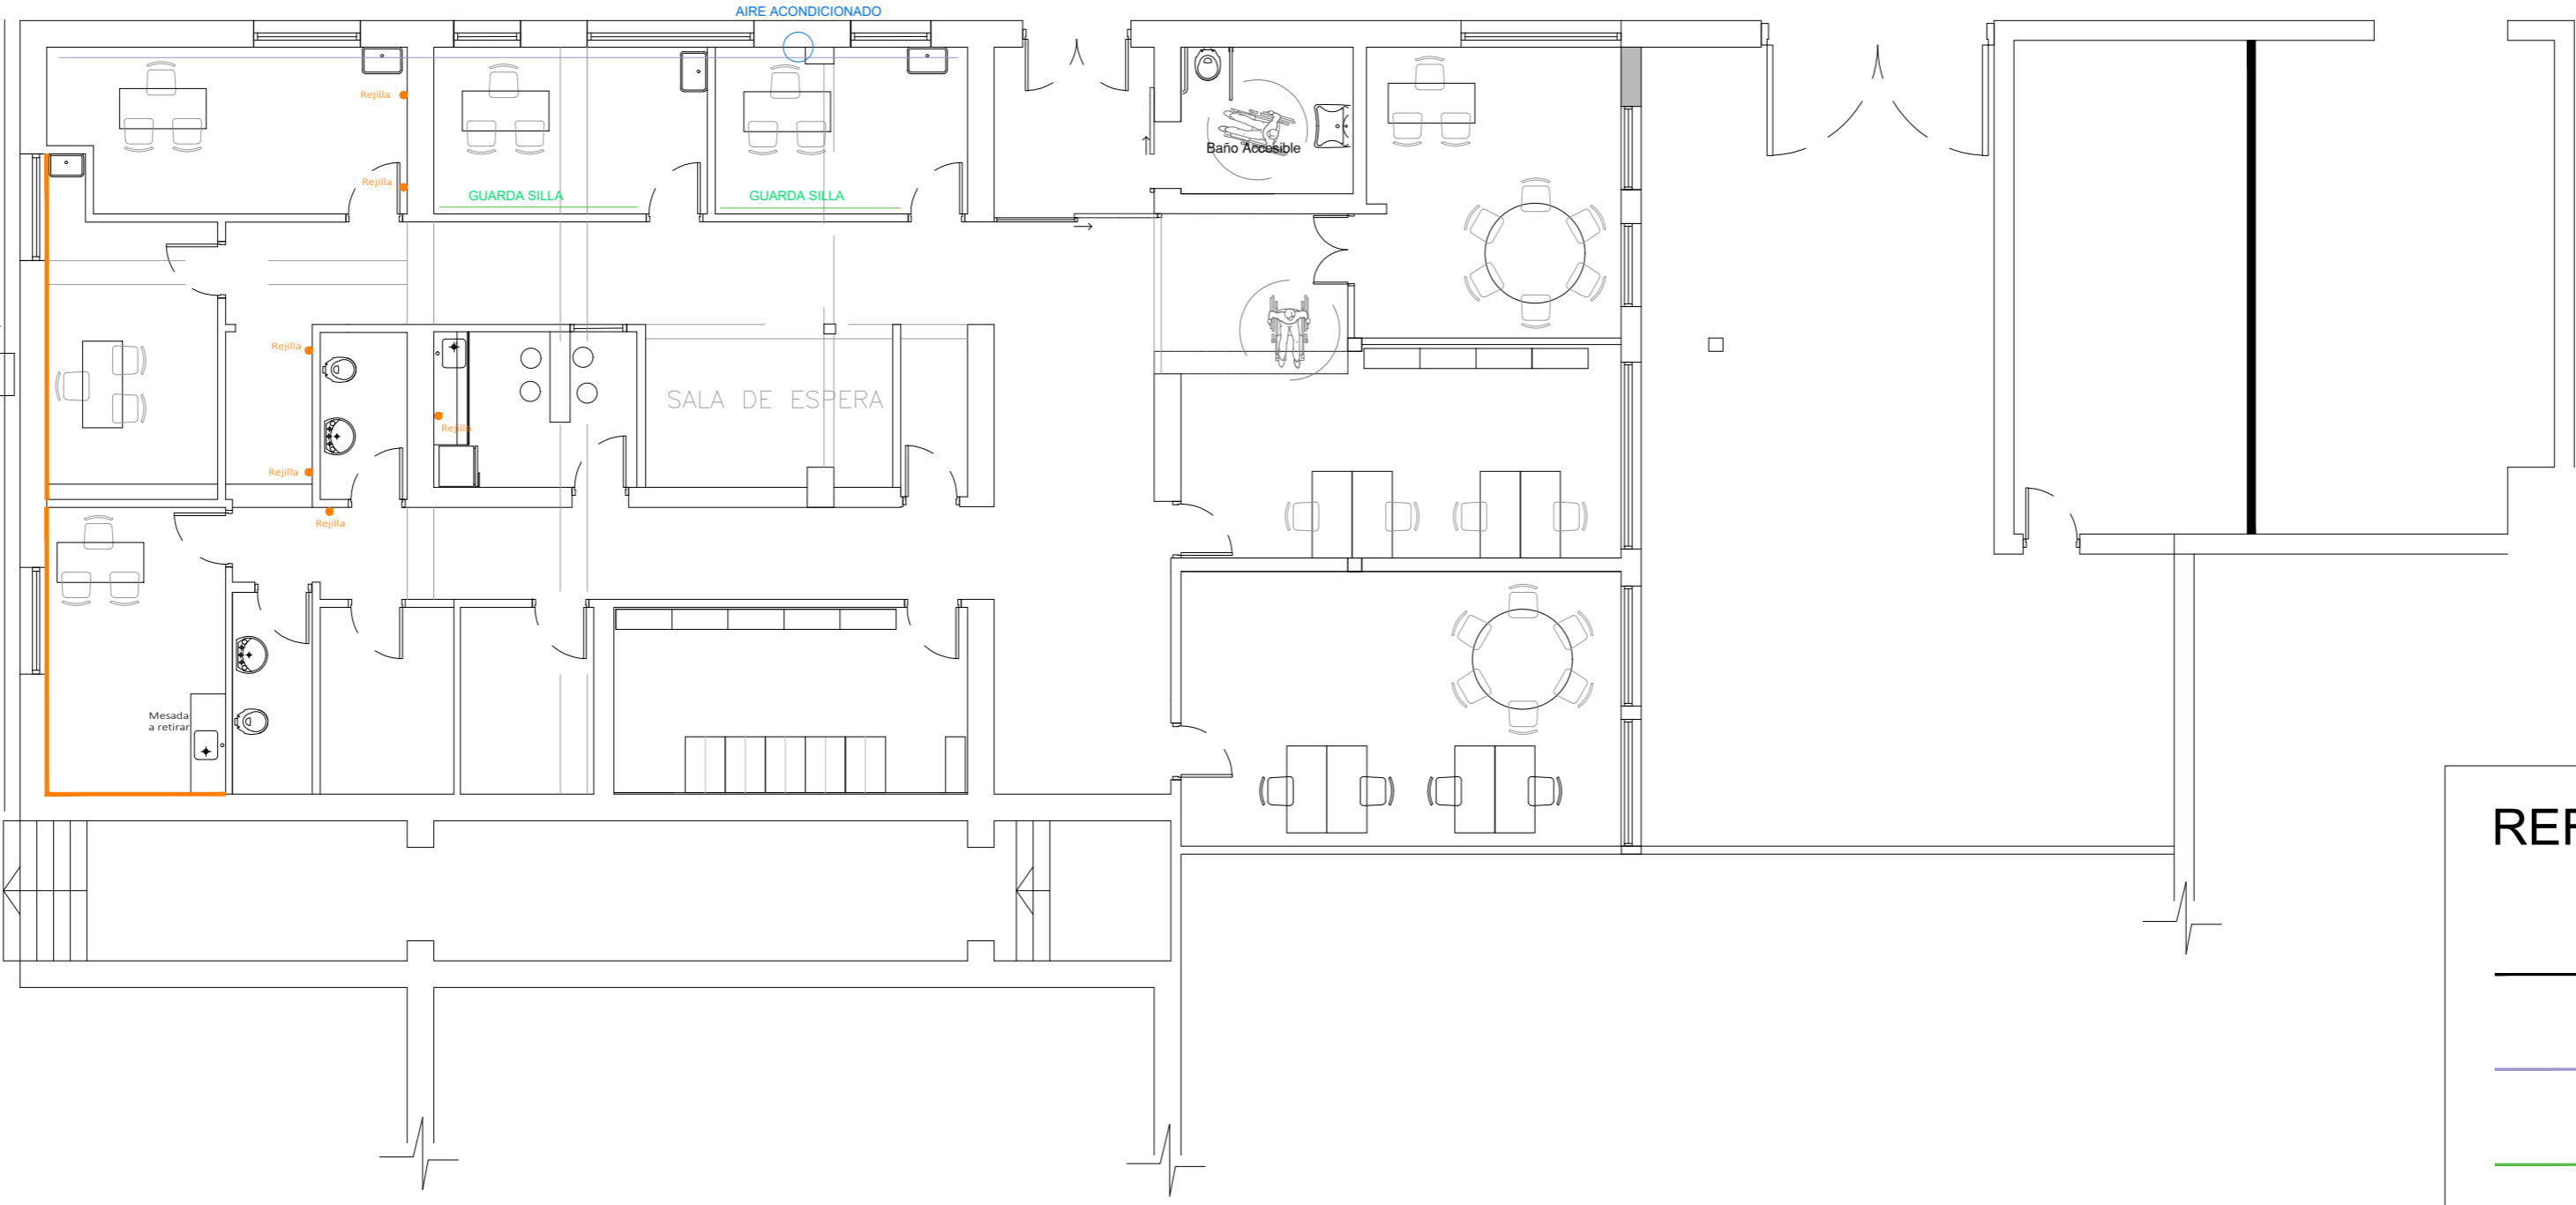 AIRE ACONDICIONADO
Rejilla
Baño Accesible
Rejilla
GUARDA SILLA
GUARDA SILLA
Rejilla
SALA DE ESPERA
Rejilla
Rejilla
Rejilla
Mesada
a retirar